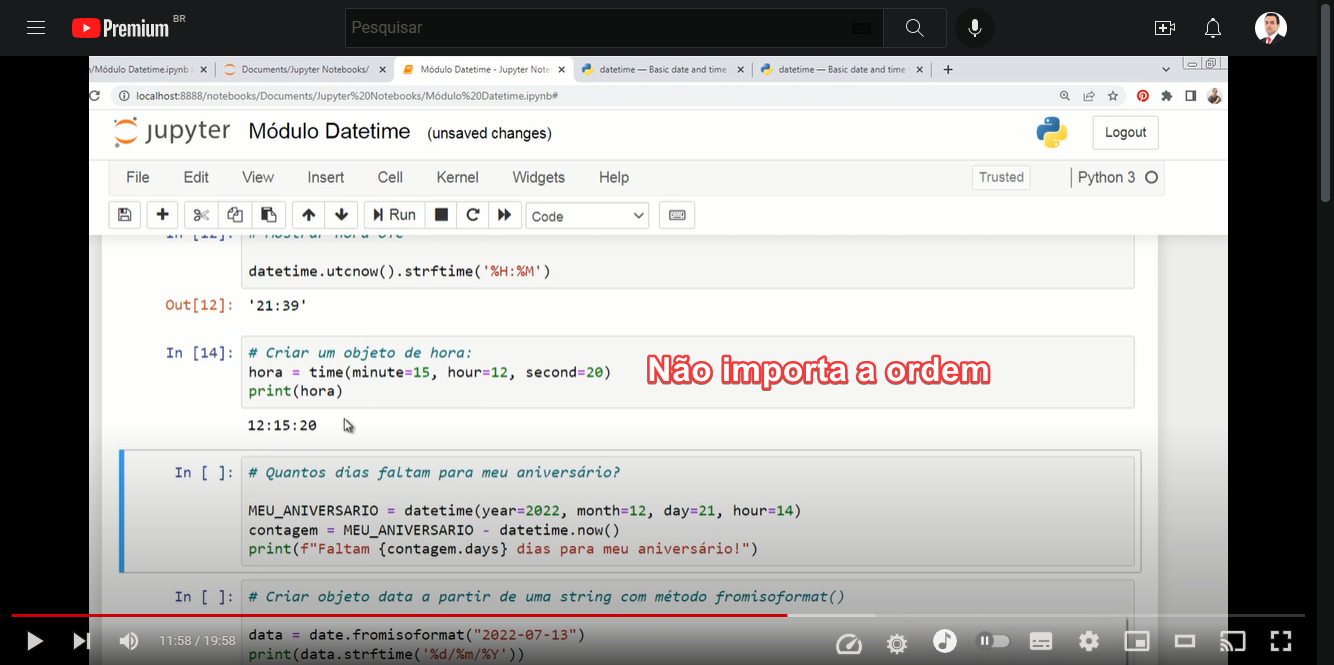 Premium BR
Pesquisar
/Módulo Datetime.ipynb
Documents/Jupyter Notebooks/
Módulo Datetime - Jupyter Note
datetime — Basic date and time
datetime — Basic date and time
localhost:8888/notebooks/Documents/Jupyter%20Notebooks/Módulo%20Datetime.ipynb#
jupyter Módulo Datetime (unsaved changes)
Logout
File Edit View Insert Cell Kernel Widgets Help
Trusted
Python 3
Run
Code
In [12]: # Mostrar hora UTC
datetime.utcnow().strftime('%H:%M')
Out[12]: '21:39'
In [14]: # Criar um objeto de hora:
hora = time(minute=15, hour=12, second=20)
print(hora)
Não importa a ordem
12:15:20
In [ ]: # Quantos dias faltam para meu aniversário?
MEU_ANIVERSARIO = datetime(year=2022, month=12, day=21, hour=14)
contagem = MEU_ANIVERSARIO - datetime.now()
print(f"Faltam {contagem.days} dias para meu aniversário!")
In [ ]: # Criar objeto data a partir de uma string com método fromisoformat()
data = date.fromisoformat("2022-07-13")
print(data.strftime('%d/%m/%Y'))
11:58 / 19:58